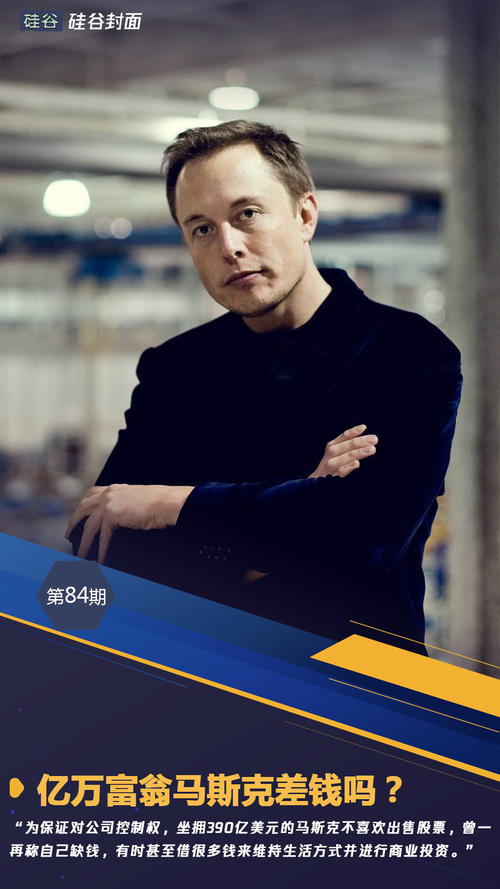 硅谷 硅谷封面
第84期
亿万富翁马斯克差钱吗？
“为保证对公司控制权，坐拥390亿美元的马斯克不喜欢出售股票，曾一
再称自己缺钱，有时甚至借很多钱来维持生活方式并进行商业投资。”